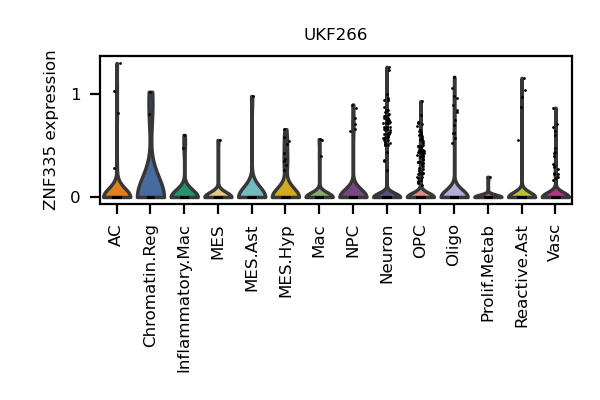 UKF266
ZNF335 expression
1
0
AC
Chromatin.Reg
Inflammatory.Mac
MES
MES.Ast
MES.Hyp
Mac
NPC
Neuron
OPC
Oligo
Prolif.Metab
Reactive.Ast
Vasc